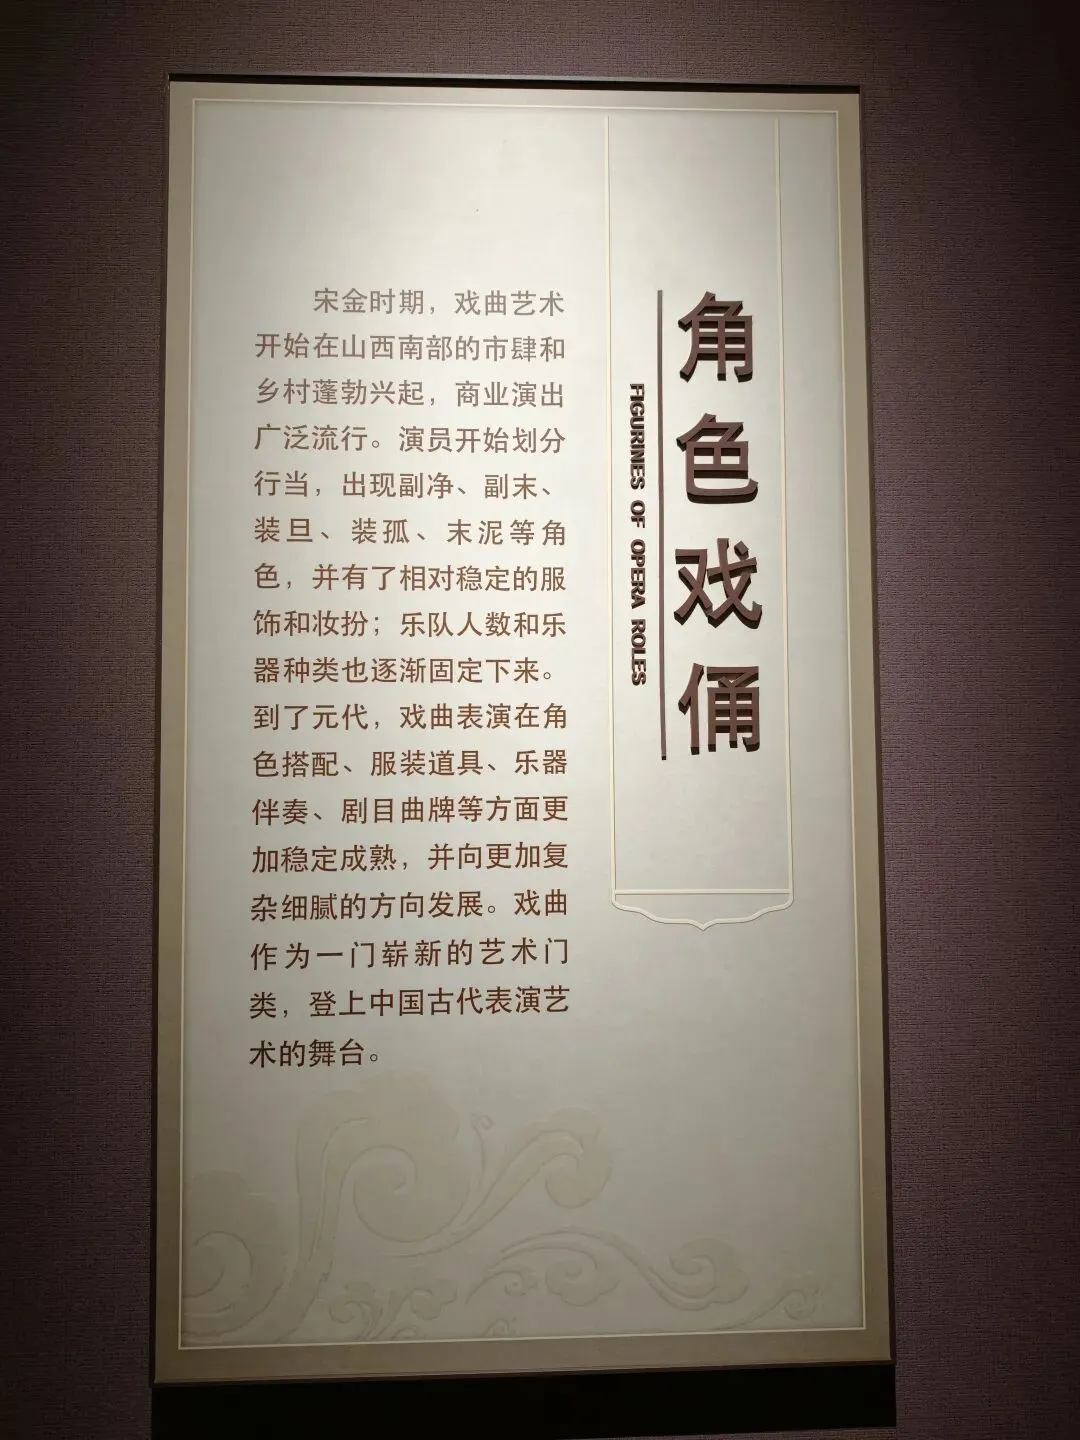 角色戏俑
FIGURINES OF OPERA ROLES
宋金时期，戏曲艺术
开始在山西南部的市肆和
乡村蓬勃兴起，商业演出
广泛流行。演员开始划分
行当，出现副净、副末、
装旦、装孤、末泥等角
色，并有了相对稳定的服
饰和妆扮；乐队人数和乐
器种类也逐渐固定下来。
到了元代，戏曲表演在角
色搭配、服装道具、乐器
伴奏、剧目曲牌等方面更
加稳定成熟，并向更加复
杂细腻的方向发展。戏曲
作为一门崭新的艺术门
类，登上中国古代表演艺
术的舞台。